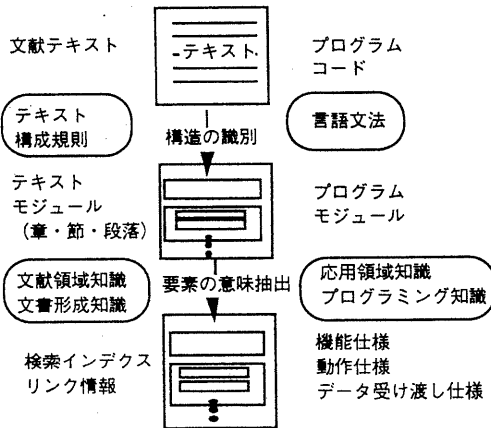 文献テキスト
テキスト
プログラム
コード
テキスト
構成規則
構造の識別
言語文法
テキスト
モジュール
(章・節・段落)
プログラム
モジュール
文献領域知識
文書形成知識
要素の意味抽出
応用領域知識
プログラミング知識
検索インデクス
リンク情報
機能仕様
動作仕様
データ受け渡し仕様